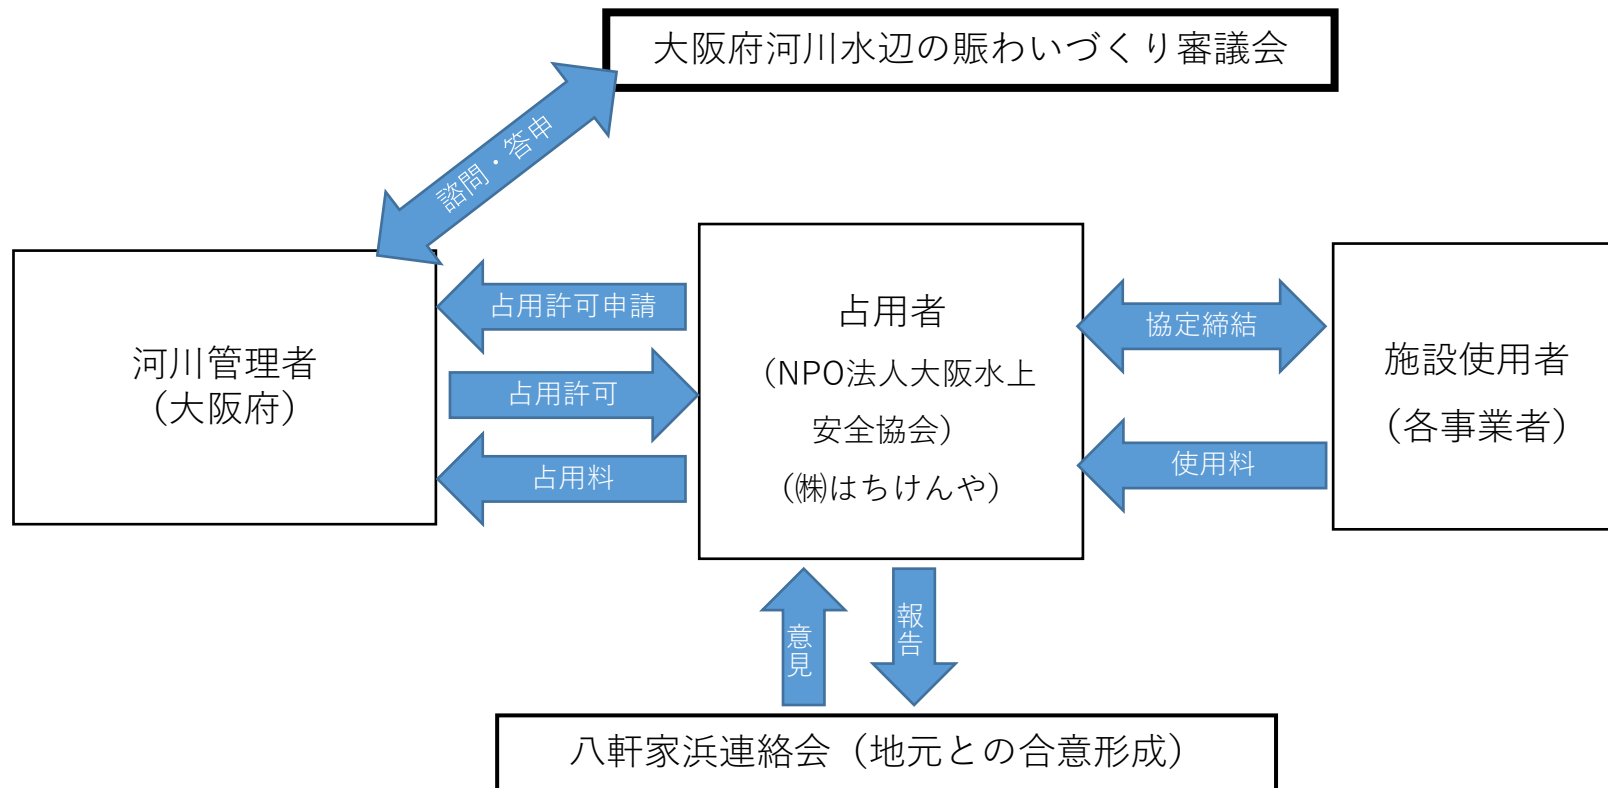 大阪府河川水辺の賑わいづくり審議会
諮問・答申
河川管理者
（大阪府）
占用許可申請
占用許可
占用料
占用者
（NPO法人大阪水上
安全協会）
（㈱はちけんや）
協定締結
使用料
施設使用者
（各事業者）
意見
報告
八軒家浜連絡会（地元との合意形成）